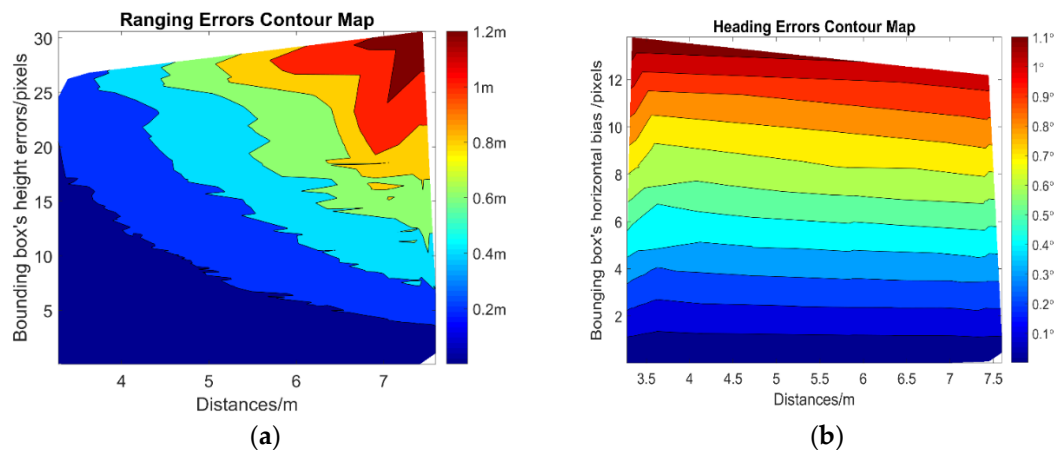 Ranging Errors Contour Map
Bounding box's height errors/pixels
30
25
20
15
10
5
4
5
6
7
Distances/m
1.2m
1m
0.8m
0.6m
0.4m
0.2m
(a)
Heading Errors Contour Map
Bounging box's horizontal bias /pixels
12
10
8
6
4
2
3.5
4
4.5
5
5.5
6
6.5
7
7.5
Distances/m
1.1°
1°
0.9°
0.8°
0.7°
0.6°
0.5°
0.4°
0.3°
0.2°
0.1°
(b)